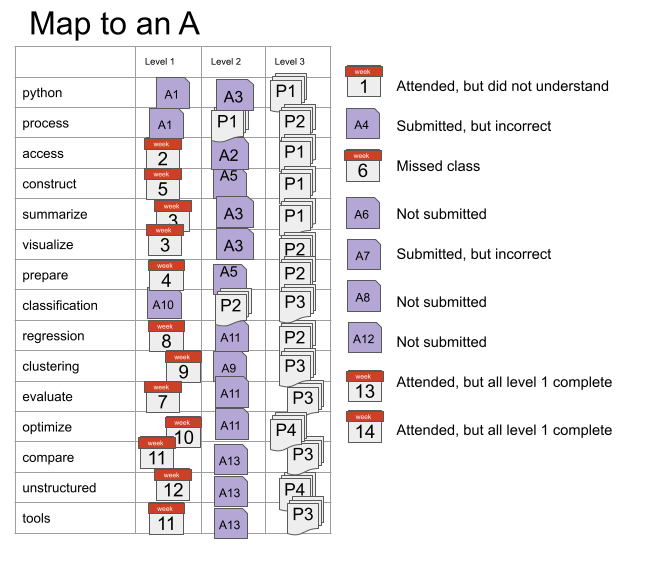 Map to an A
Level 1 Level 2 Level 3
python A1 A3 P1
process A1 P1 P2
access week 2 A2 P1
construct week 5 A5 P1
summarize week 3 A3 P1
visualize week 3 A3 P2
prepare week 4 A5 P2
classification A10 P2 P3
regression week 8 A11 P2
clustering week 9 A9 P3
evaluate week 7 A11 P3
optimize week 10 A11 P4
compare week 11 A13 P3
unstructured week 12 A13 P4
tools week 11 A13 P3
week 1 Attended, but did not understand
A4 Submitted, but incorrect
week 6 Missed class
A6 Not submitted
A7 Submitted, but incorrect
A8 Not submitted
A12 Not submitted
week 13 Attended, but all level 1 complete
week 14 Attended, but all level 1 complete